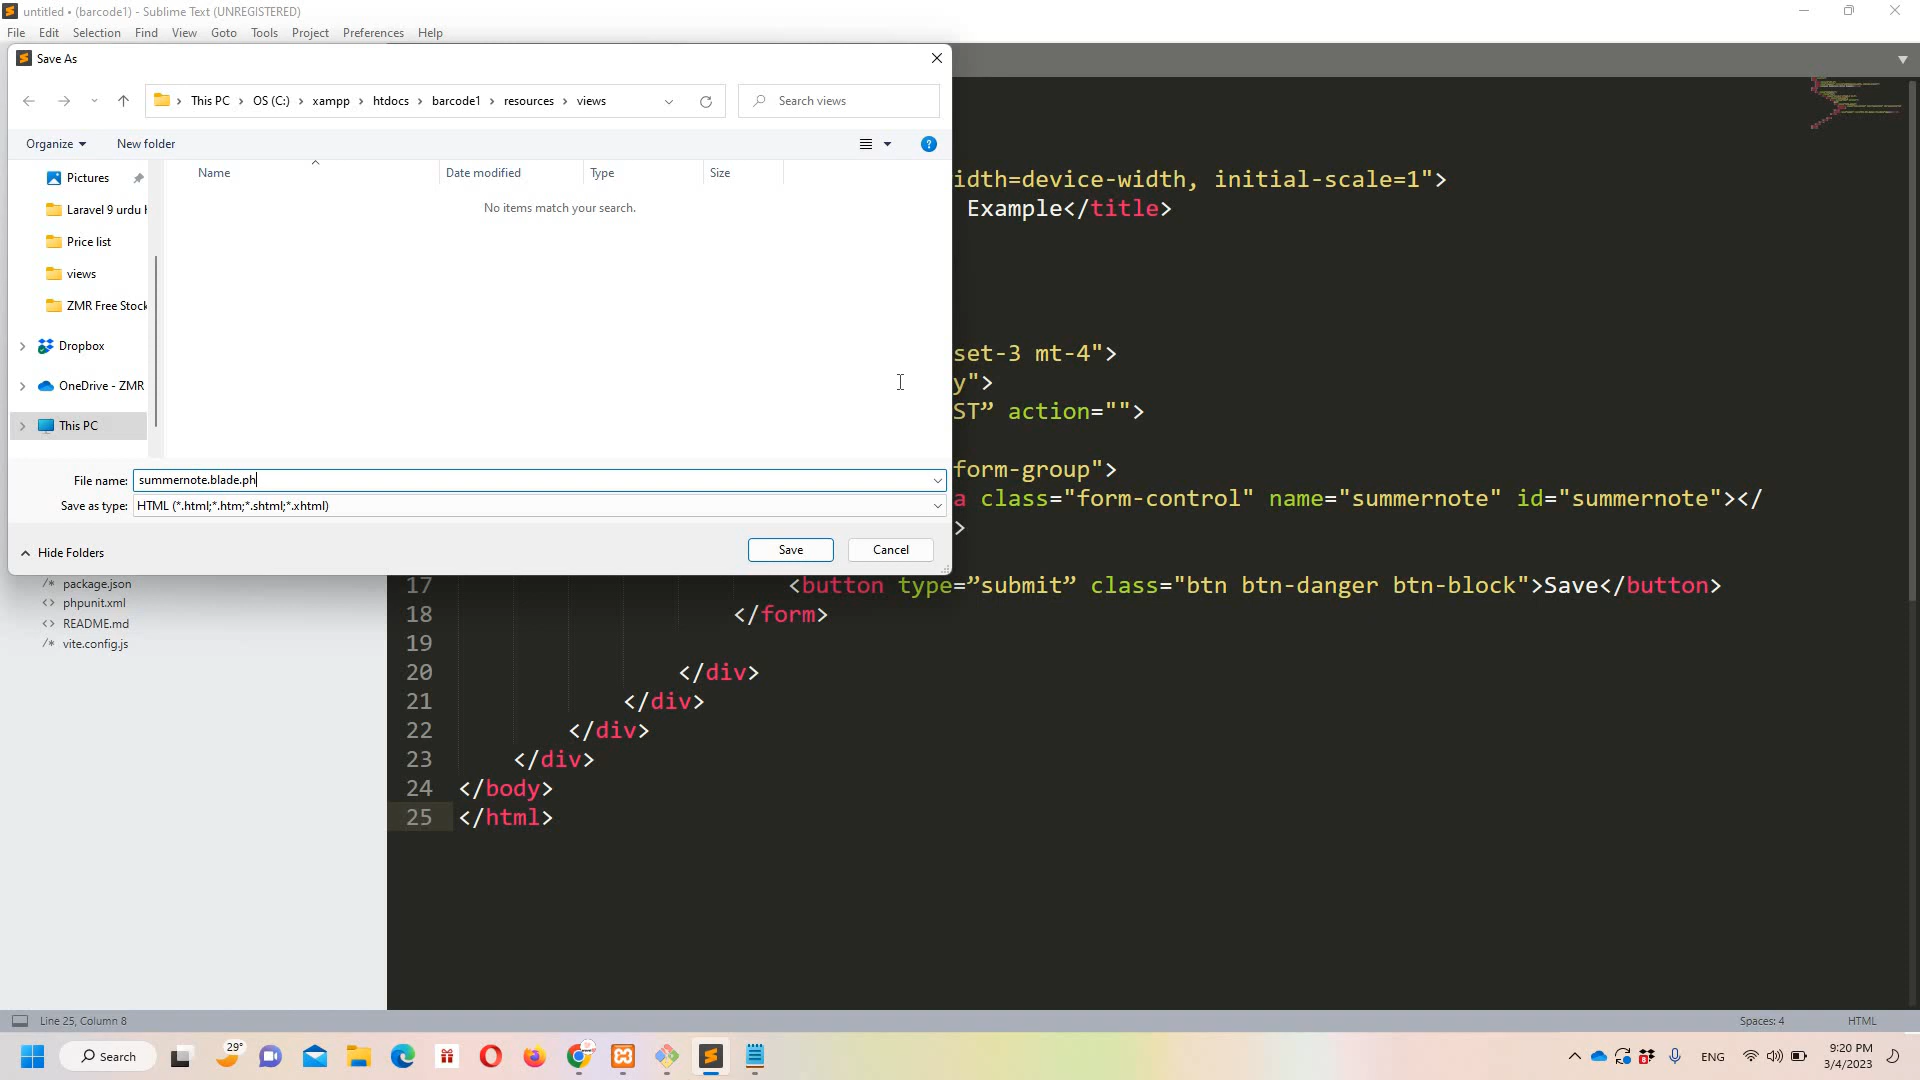 untitled • (barcode1) - Sublime Text (UNREGISTERED)
File Edit Selection Find View Goto Tools Project Preferences Help
Save As
This PC > OS (C:) > xampp > htdocs > barcode1 > resources > views
Search views
Organize
New folder
Name
Date modified
Type
Size
No items match your search.
Pictures
Laravel 9 urdu
Price list
views
ZMR Free Stock
Dropbox
OneDrive - ZMR
This PC
File name: summernote.blade.ph
Save as type: HTML (*.html;*.htm;*.shtml;*.xhtml)
Hide Folders
Save
Cancel
idth=device-width, initial-scale=1">
Example</title>
set-3 mt-4">
y">
ST” action="">
form-group">
a class="form-control" name="summernote" id="summernote"></
>
17 <button type=”submit” class="btn btn-danger btn-block">Save</button>
18 </form>
19
20 </div>
21 </div>
22 </div>
23 </div>
24 </body>
25 </html>
/* package.json
<> phpunit.xml
<> README.md
/* vite.config.js
Line 25, Column 8
Spaces: 4
HTML
29°
Search
ENG
9:20 PM
3/4/2023